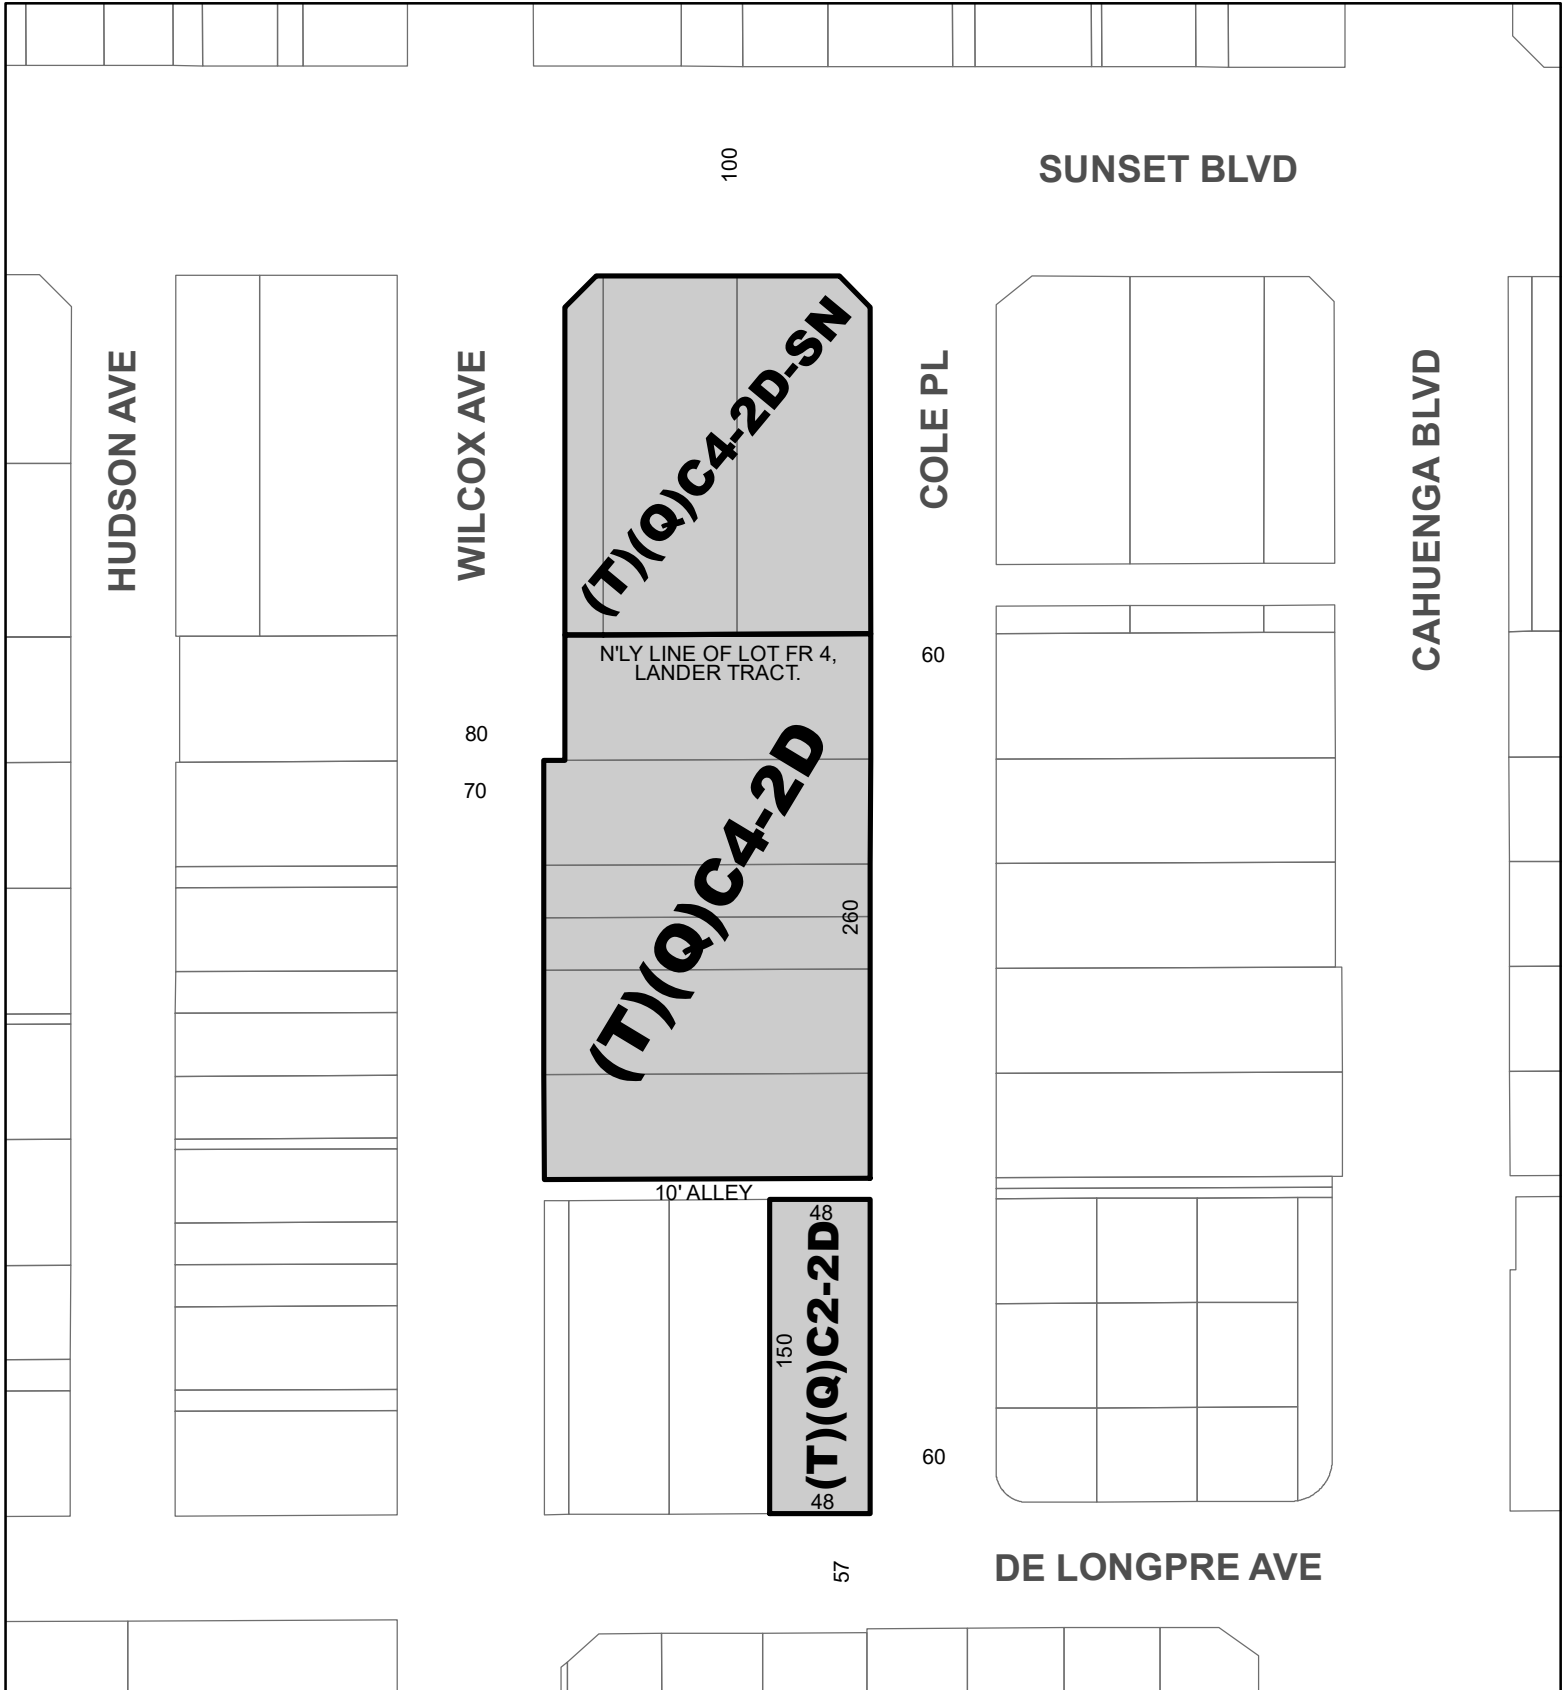 100
SUNSET BLVD
HUDSON AVE
WILCOX AVE
(T)(Q)C4-2D-SN
COLE PL
CAHUENGA BLVD
N'LY LINE OF LOT FR 4,
LANDER TRACT.
60
80
70
(T)(Q)C4-2D
260
10' ALLEY
48
(T)(Q)C2-2D
150
48
60
57
DE LONGPRE AVE